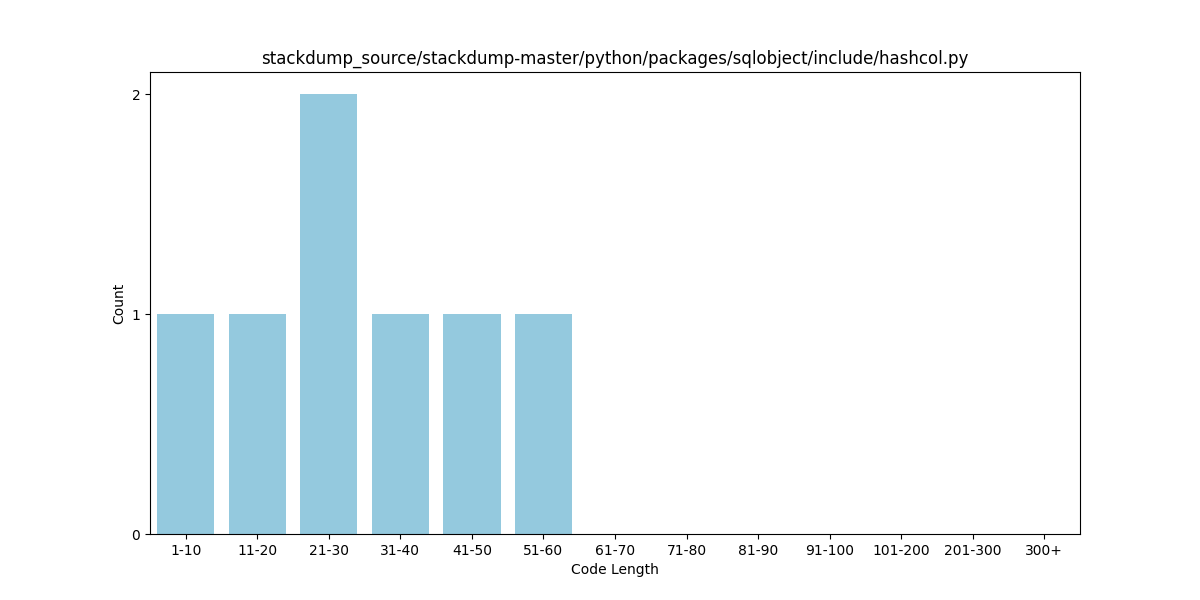 stackdump_source/stackdump-master/python/packages/sqlobject/include/hashcol.py
Count
2
1
0
1-10 11-20 21-30 31-40 41-50 51-60 61-70 71-80 81-90 91-100 101-200 201-300 300+
Code Length